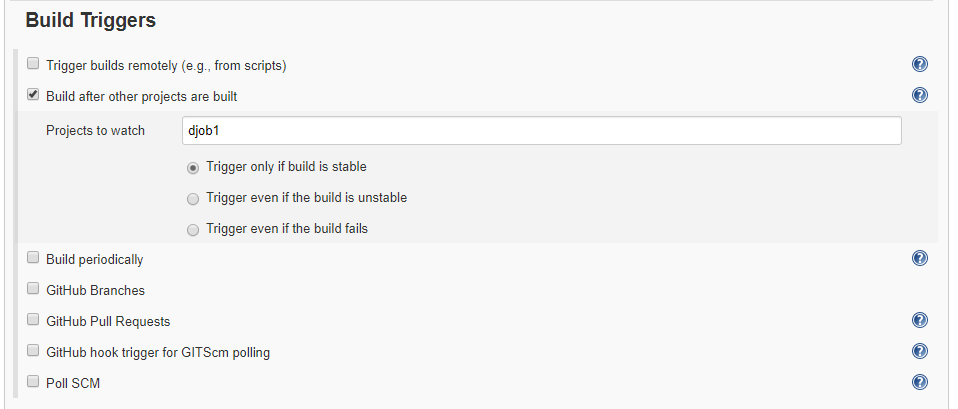 Build Triggers
Trigger builds remotely (e.g., from scripts)
Build after other projects are built
Projects to watch djob1
Trigger only if build is stable
Trigger even if the build is unstable
Trigger even if the build fails
Build periodically
GitHub Branches
GitHub Pull Requests
GitHub hook trigger for GITScm polling
Poll SCM